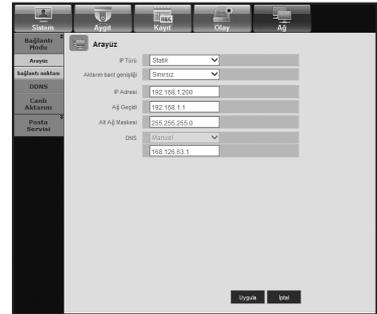 Sistem
Aygıt
REC
Kayıt
Olay
Ağ
Bağlantı Modu
Arayüz
bağlantı noktası
DDNS
Canlı Aktarım
Posta Servisi
Arayüz
IP Türü Statik
Aktarım bant genişliği Sınırsız
IP Adresi 192.168.1.200
Ağ Geçidi 192.168.1.1
Alt Ağ Maskesi 255.255.255.0
DNS Manuel
168.126.63.1
Uygula İptal